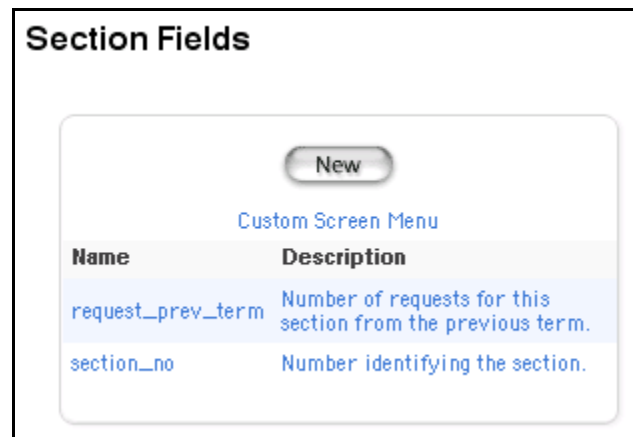 Section Fields
New
Custom Screen Menu
Name Description
request_prev_term Number of requests for this
section from the previous term.
section_no Number identifying the section.